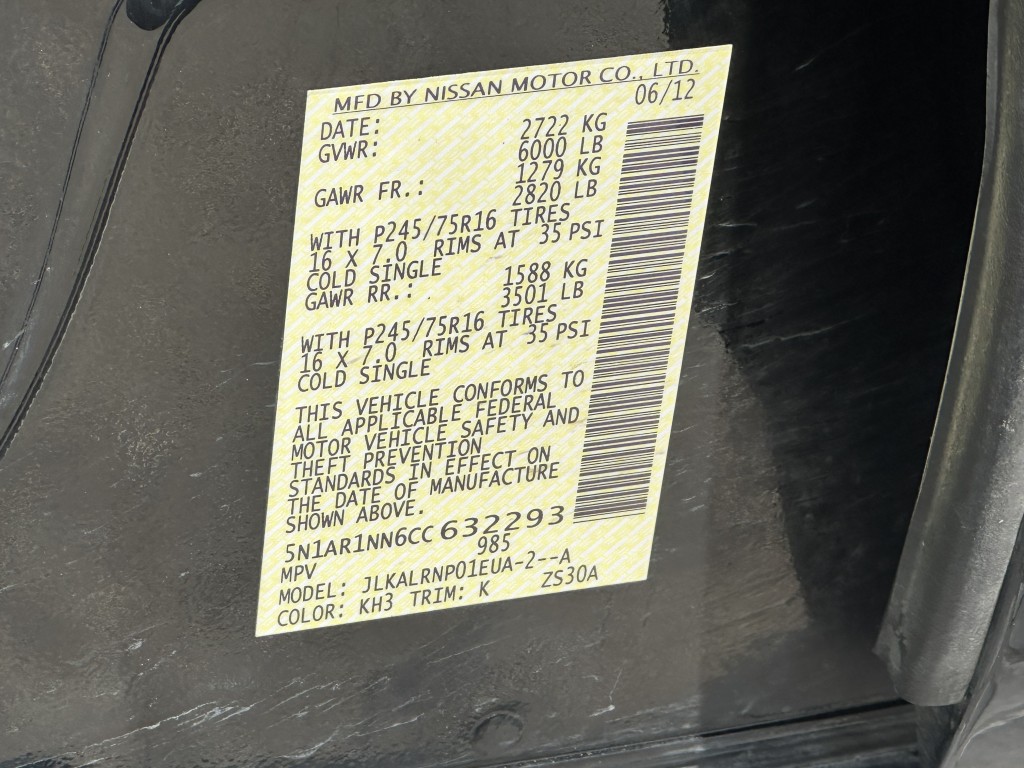 MFD BY NISSAN MOTOR CO., LTD.
DATE: 06/12
GVWR: 2722 KG
6000 LB
GAWR FR.: 1279 KG
2820 LB
WITH P245/75R16 TIRES
16 X 7.0 RIMS AT 35 PSI
COLD SINGLE
GAWR RR.: 1588 KG
3501 LB
WITH P245/75R16 TIRES
16 X 7.0 RIMS AT 35 PSI
COLD SINGLE
THIS VEHICLE CONFORMS TO
ALL APPLICABLE FEDERAL
MOTOR VEHICLE SAFETY AND
THEFT PREVENTION
STANDARDS IN EFFECT ON
THE DATE OF MANUFACTURE
SHOWN ABOVE.
5N1AR1NN6CC632293
MPV 985
MODEL: JLKALRNP01EUA-2--A
COLOR: KH3 TRIM: K ZS30A